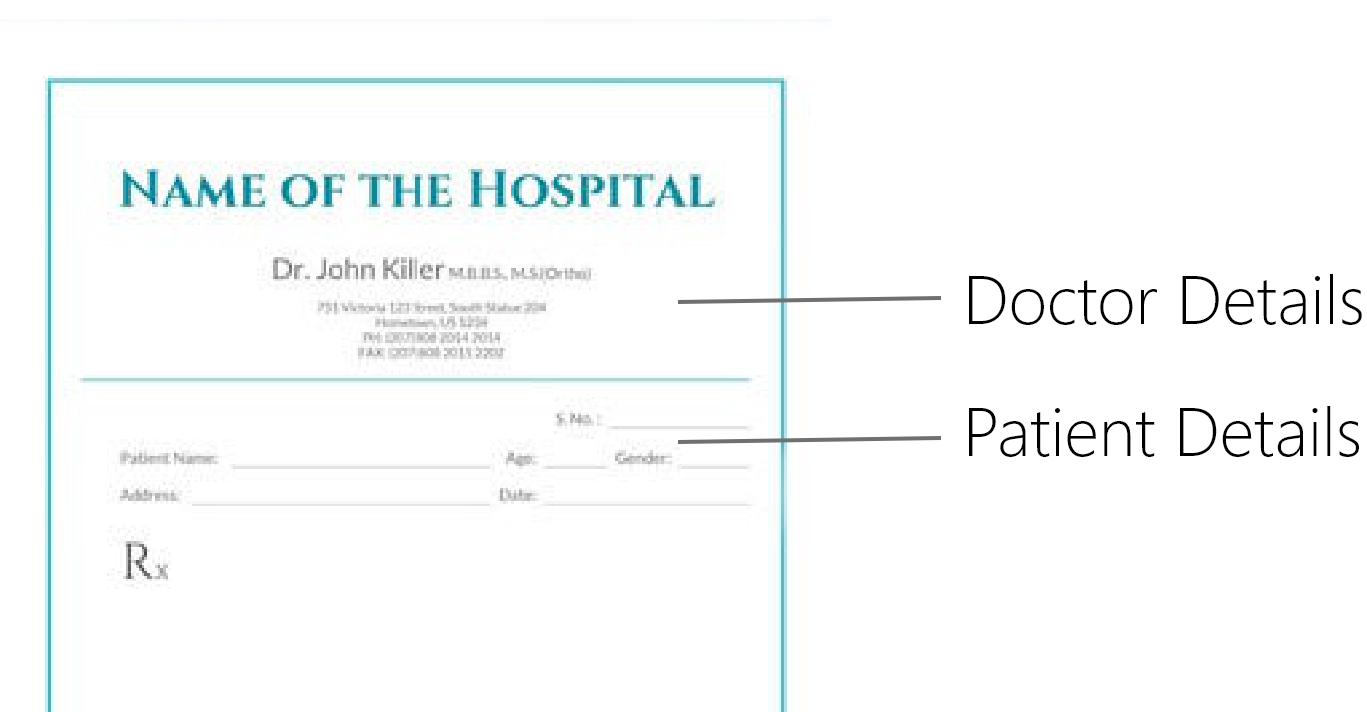 NAME OF THE HOSPITAL
Dr. John Killer M.B.B.S., M.S.(Ortho)
751 Victoria 123 Street, South Statue 204
Hometown, US 1234
PH: (207) 808 2014 2014
FAX: (207) 808 2015 2202
Doctor Details
S. No. :
Patient Details
Patient Name: Age: Gender:
Address: Date:
Rx